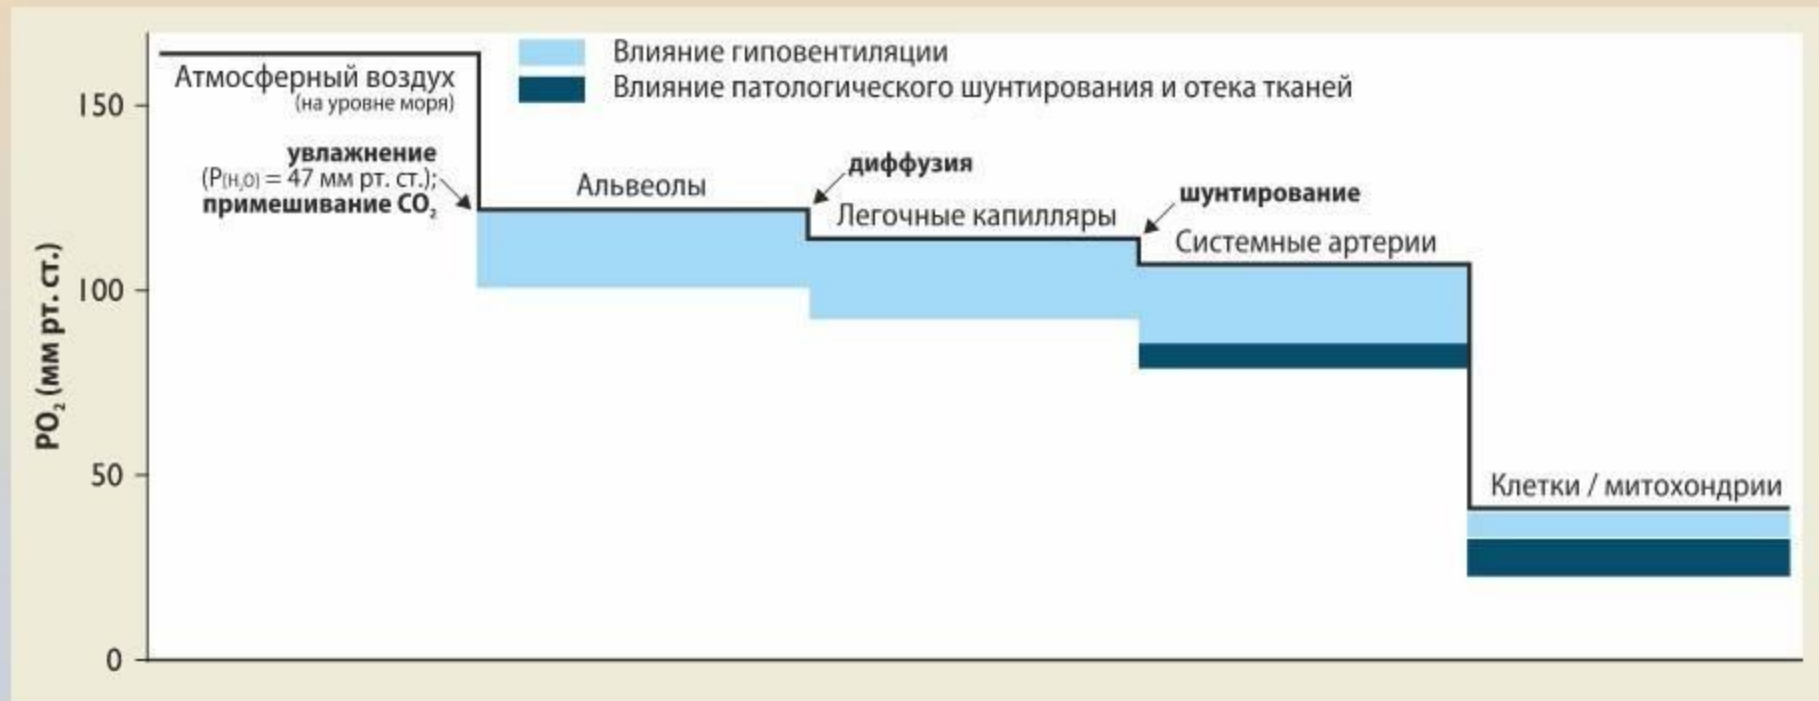 Влияние гиповентиляции
Влияние патологического шунтирования и отека тканей
Атмосферный воздух
(на уровне моря)
увлажнение
(P(H₂O) = 47 мм рт. ст.);
примешивание CO₂
Альвеолы
диффузия
Легочные капилляры
шунтирование
Системные артерии
Клетки / митохондрии
PO₂ (мм рт. ст.)
150
100
50
0